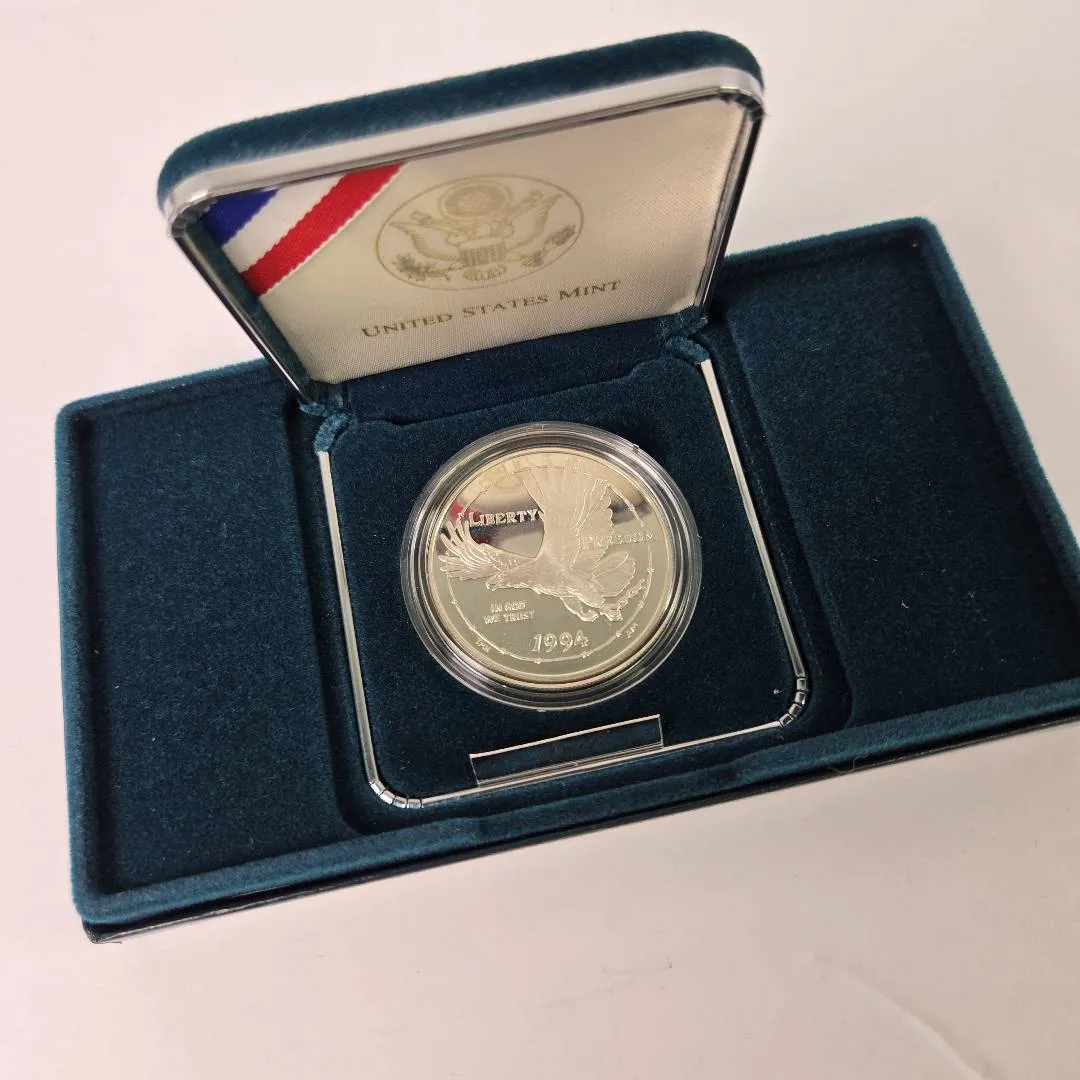 UNITED STATES MINT
LIBERTY
FREEDOM
IN GOD
WE TRUST
1994